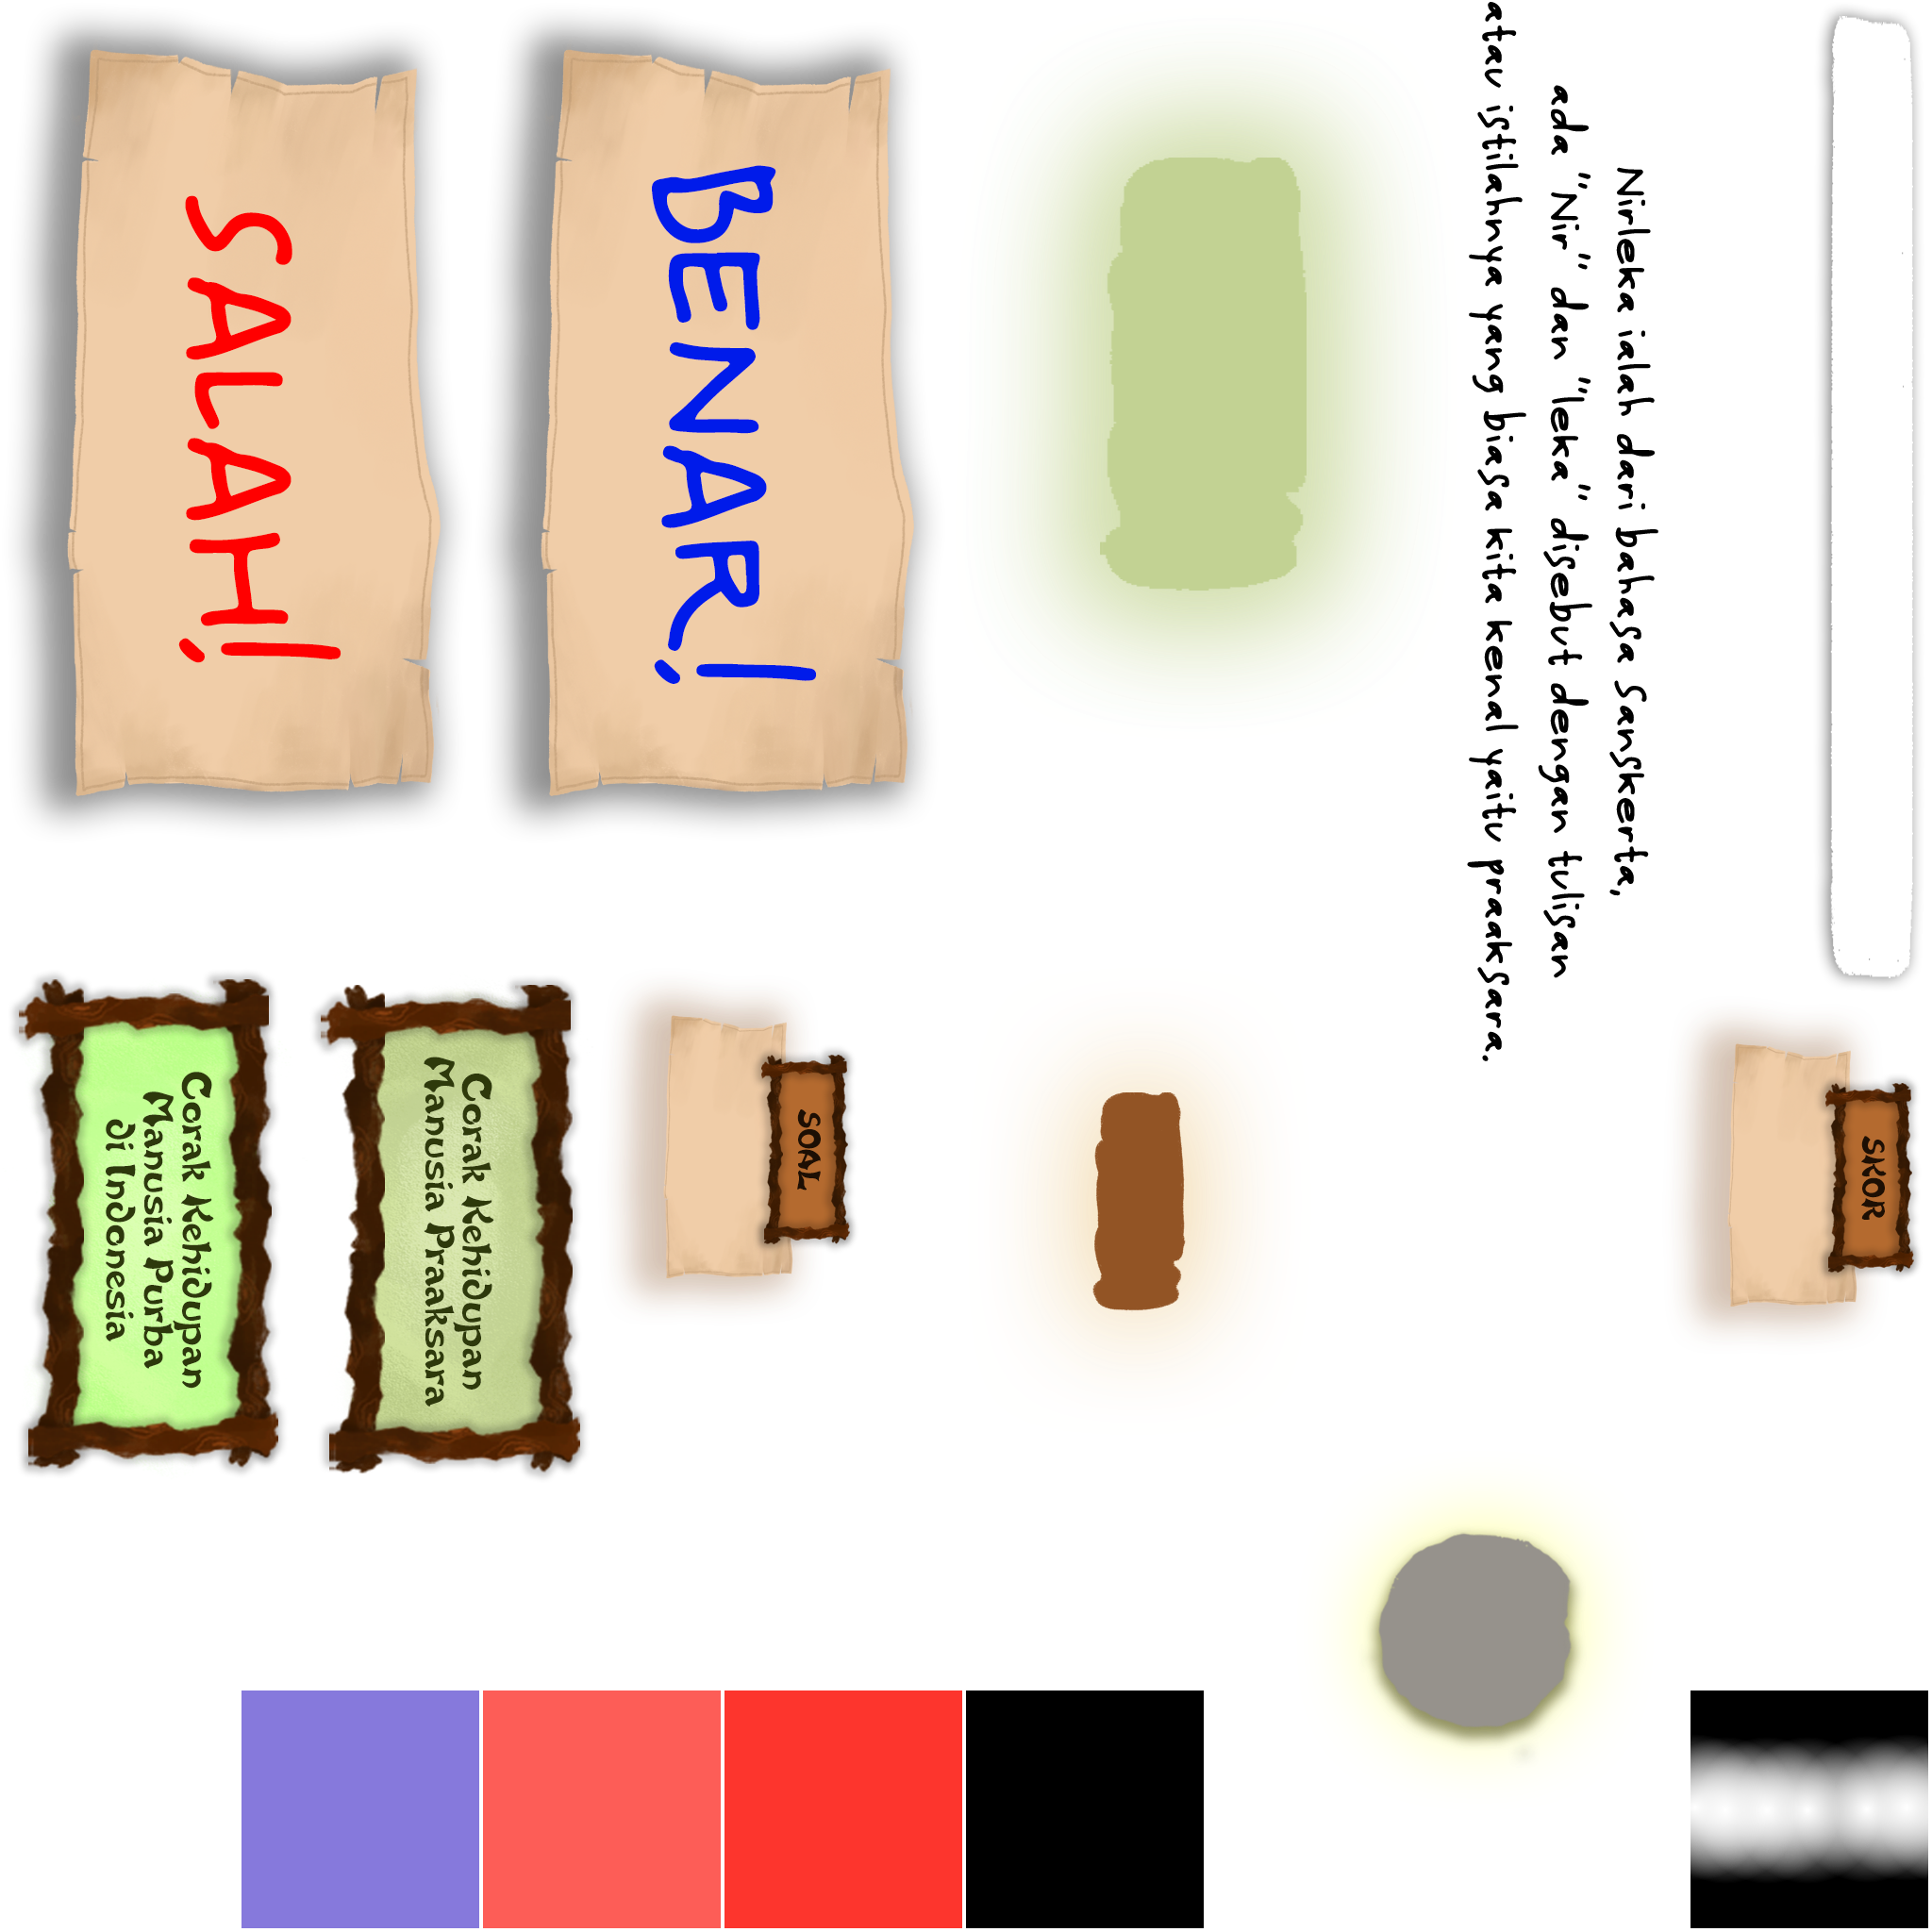 SALAH!
BENAR!
Nirleka ialah dari bahasa Sanskerta,
ada "Nir" dan "leka" disebut dengan tulisan
atau istilahnya yang biasa kita kenal yaitu praaksara.
Corak Kehidupan
Manusia Purba
di Indonesia
Corak Kehidupan
Manusia Praaksara
SOAL
SKOR